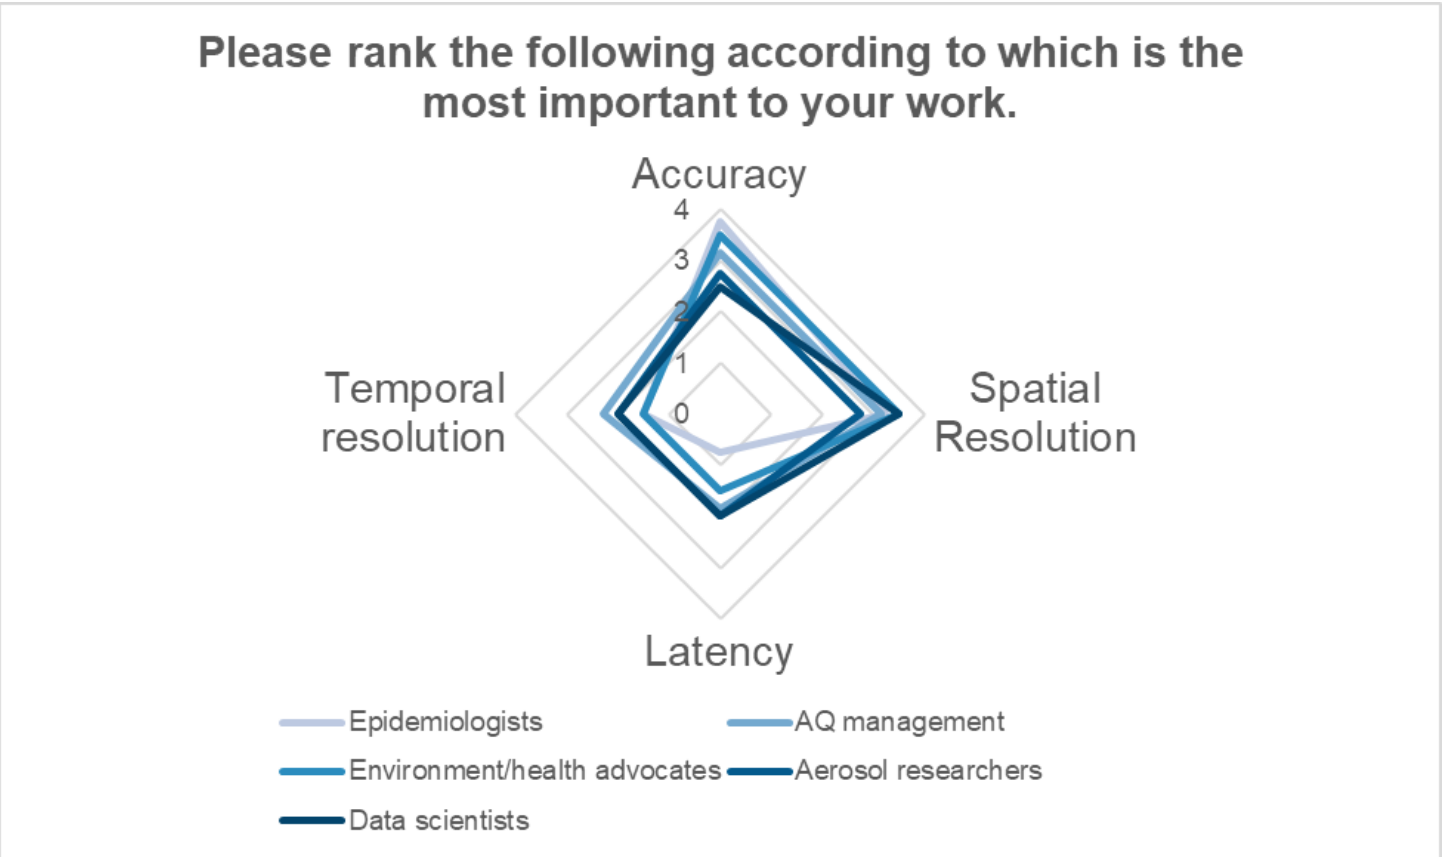 Please rank the following according to which is the
most important to your work.
Accuracy
4
3
2
1
0
Temporal
resolution
Spatial
Resolution
Latency
Epidemiologists
AQ management
Environment/health advocates
Aerosol researchers
Data scientists